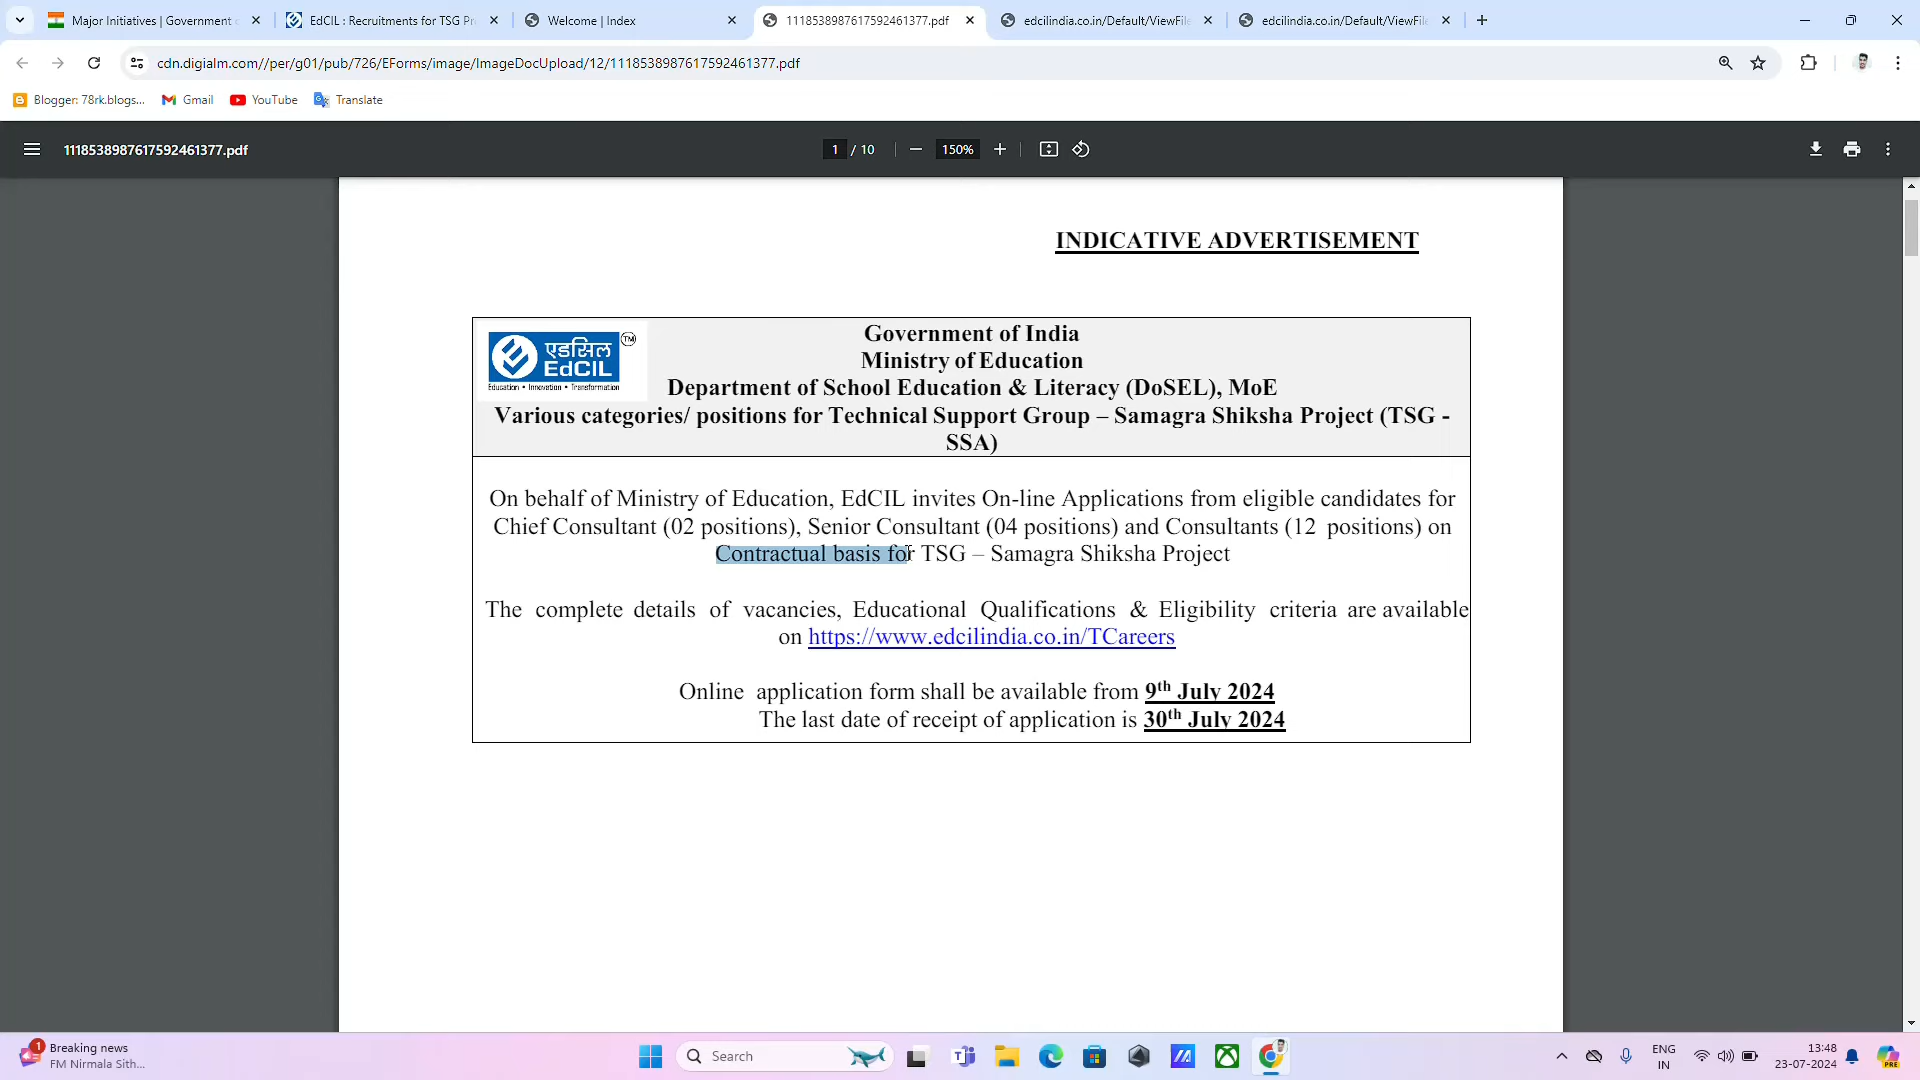 Major Initiatives | Government
EdCIL : Recruitments for TSG Pr
Welcome | Index
1118538987617592461377.pdf
edcilindia.co.in/Default/ViewFile
edcilindia.co.in/Default/ViewFile
cdn.digialm.com//per/g01/pub/726/EForms/image/ImageDocUpload/12/1118538987617592461377.pdf
Blogger: 78rk.blogs...
Gmail
YouTube
Translate
1118538987617592461377.pdf
1 / 10
150%
INDICATIVE ADVERTISEMENT
एडसिल
TM
EdCIL
Education • Innovation • Transformation
Government of India
Ministry of Education
Department of School Education & Literacy (DoSEL), MoE
Various categories/ positions for Technical Support Group – Samagra Shiksha Project (TSG -
SSA)
On behalf of Ministry of Education, EdCIL invites On-line Applications from eligible candidates for
Chief Consultant (02 positions), Senior Consultant (04 positions) and Consultants (12 positions) on
Contractual basis for TSG – Samagra Shiksha Project
The complete details of vacancies, Educational Qualifications & Eligibility criteria are available
on https://www.edcilindia.co.in/TCareers
Online application form shall be available from 9th July 2024
The last date of receipt of application is 30th July 2024
1
Breaking news
FM Nirmala Sith...
Search
ENG
IN
13:48
23-07-2024
PRE